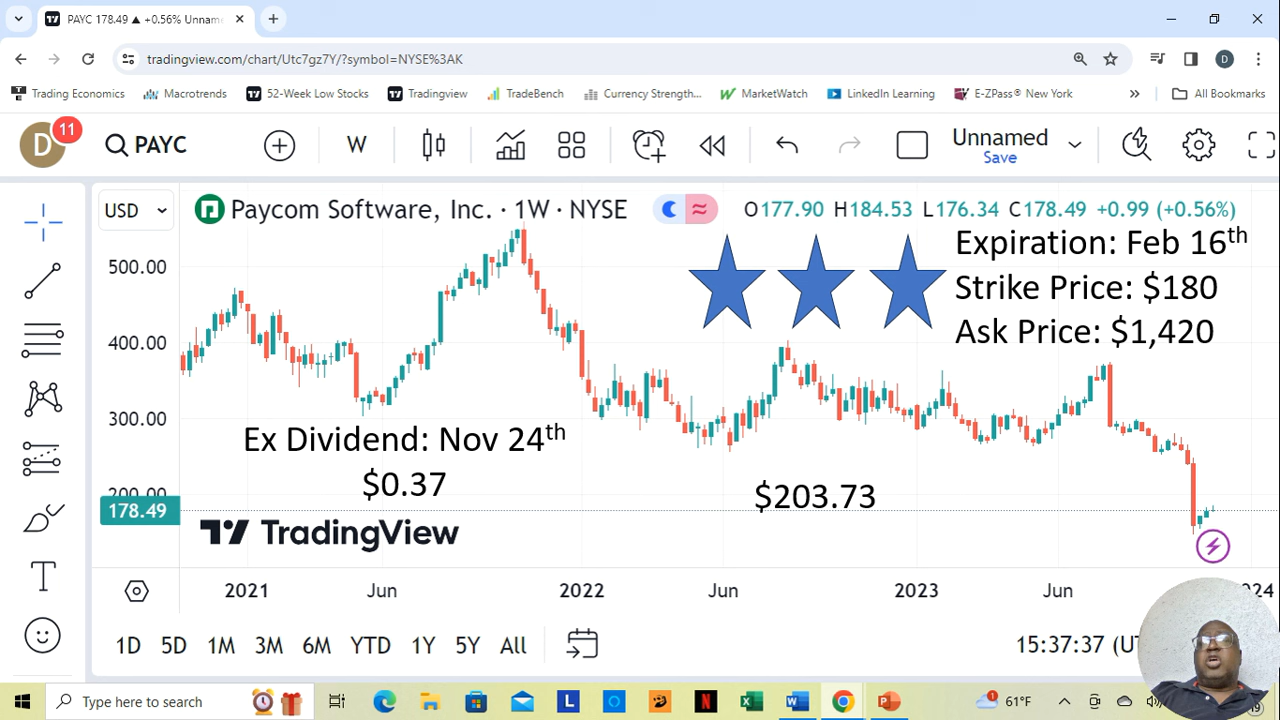 PAYC 178.49 ▲ +0.56% Unnam
tradingview.com/chart/Utc7gz7Y/?symbol=NYSE%3AK
D
Trading Economics
Macrotrends
52-Week Low Stocks
Tradingview
TradeBench
Currency Strength...
MarketWatch
LinkedIn Learning
E-ZPass® New York
»
All Bookmarks
D
11
PAYC
W
Unnamed
Save
USD
Paycom Software, Inc. · 1W · NYSE
O177.90 H184.53 L176.34 C178.49 +0.99 (+0.56%)
Expiration: Feb 16th
Strike Price: $180
Ask Price: $1,420
500.00
400.00
300.00
200.00
178.49
Ex Dividend: Nov 24th
$0.37
$203.73
TradingView
2021
Jun
2022
Jun
2023
Jun
24
1D
5D
1M
3M
6M
YTD
1Y
5Y
All
15:37:37 (U
Type here to search
61°F